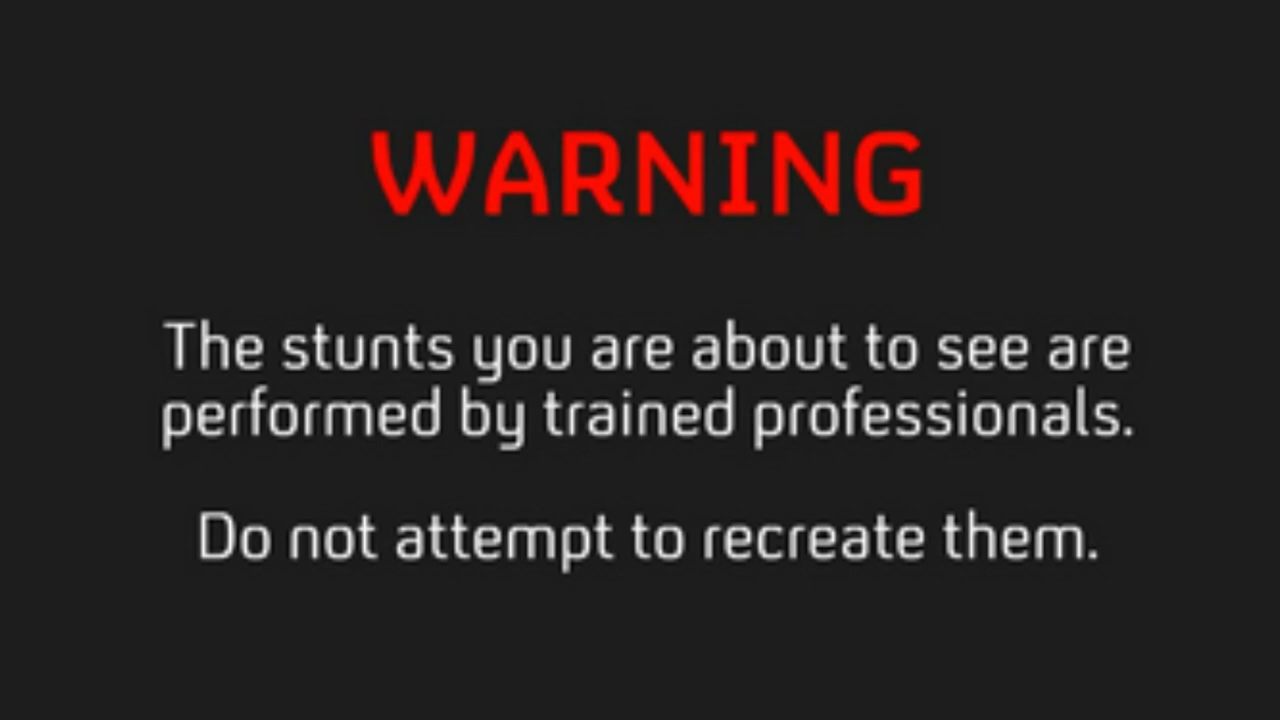 WARNING
The stunts you are about to see are
performed by trained professionals.
Do not attempt to recreate them.